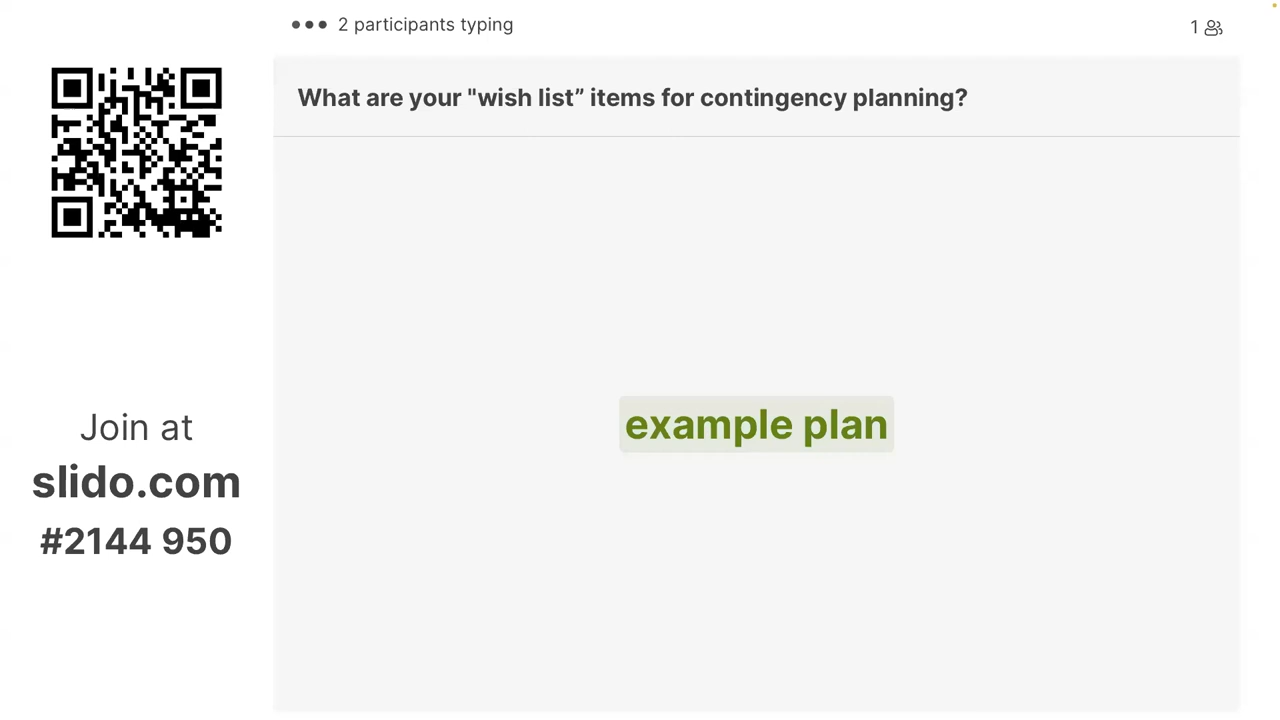 2 participants typing
1
What are your "wish list” items for contingency planning?
example plan
Join at
slido.com
#2144 950